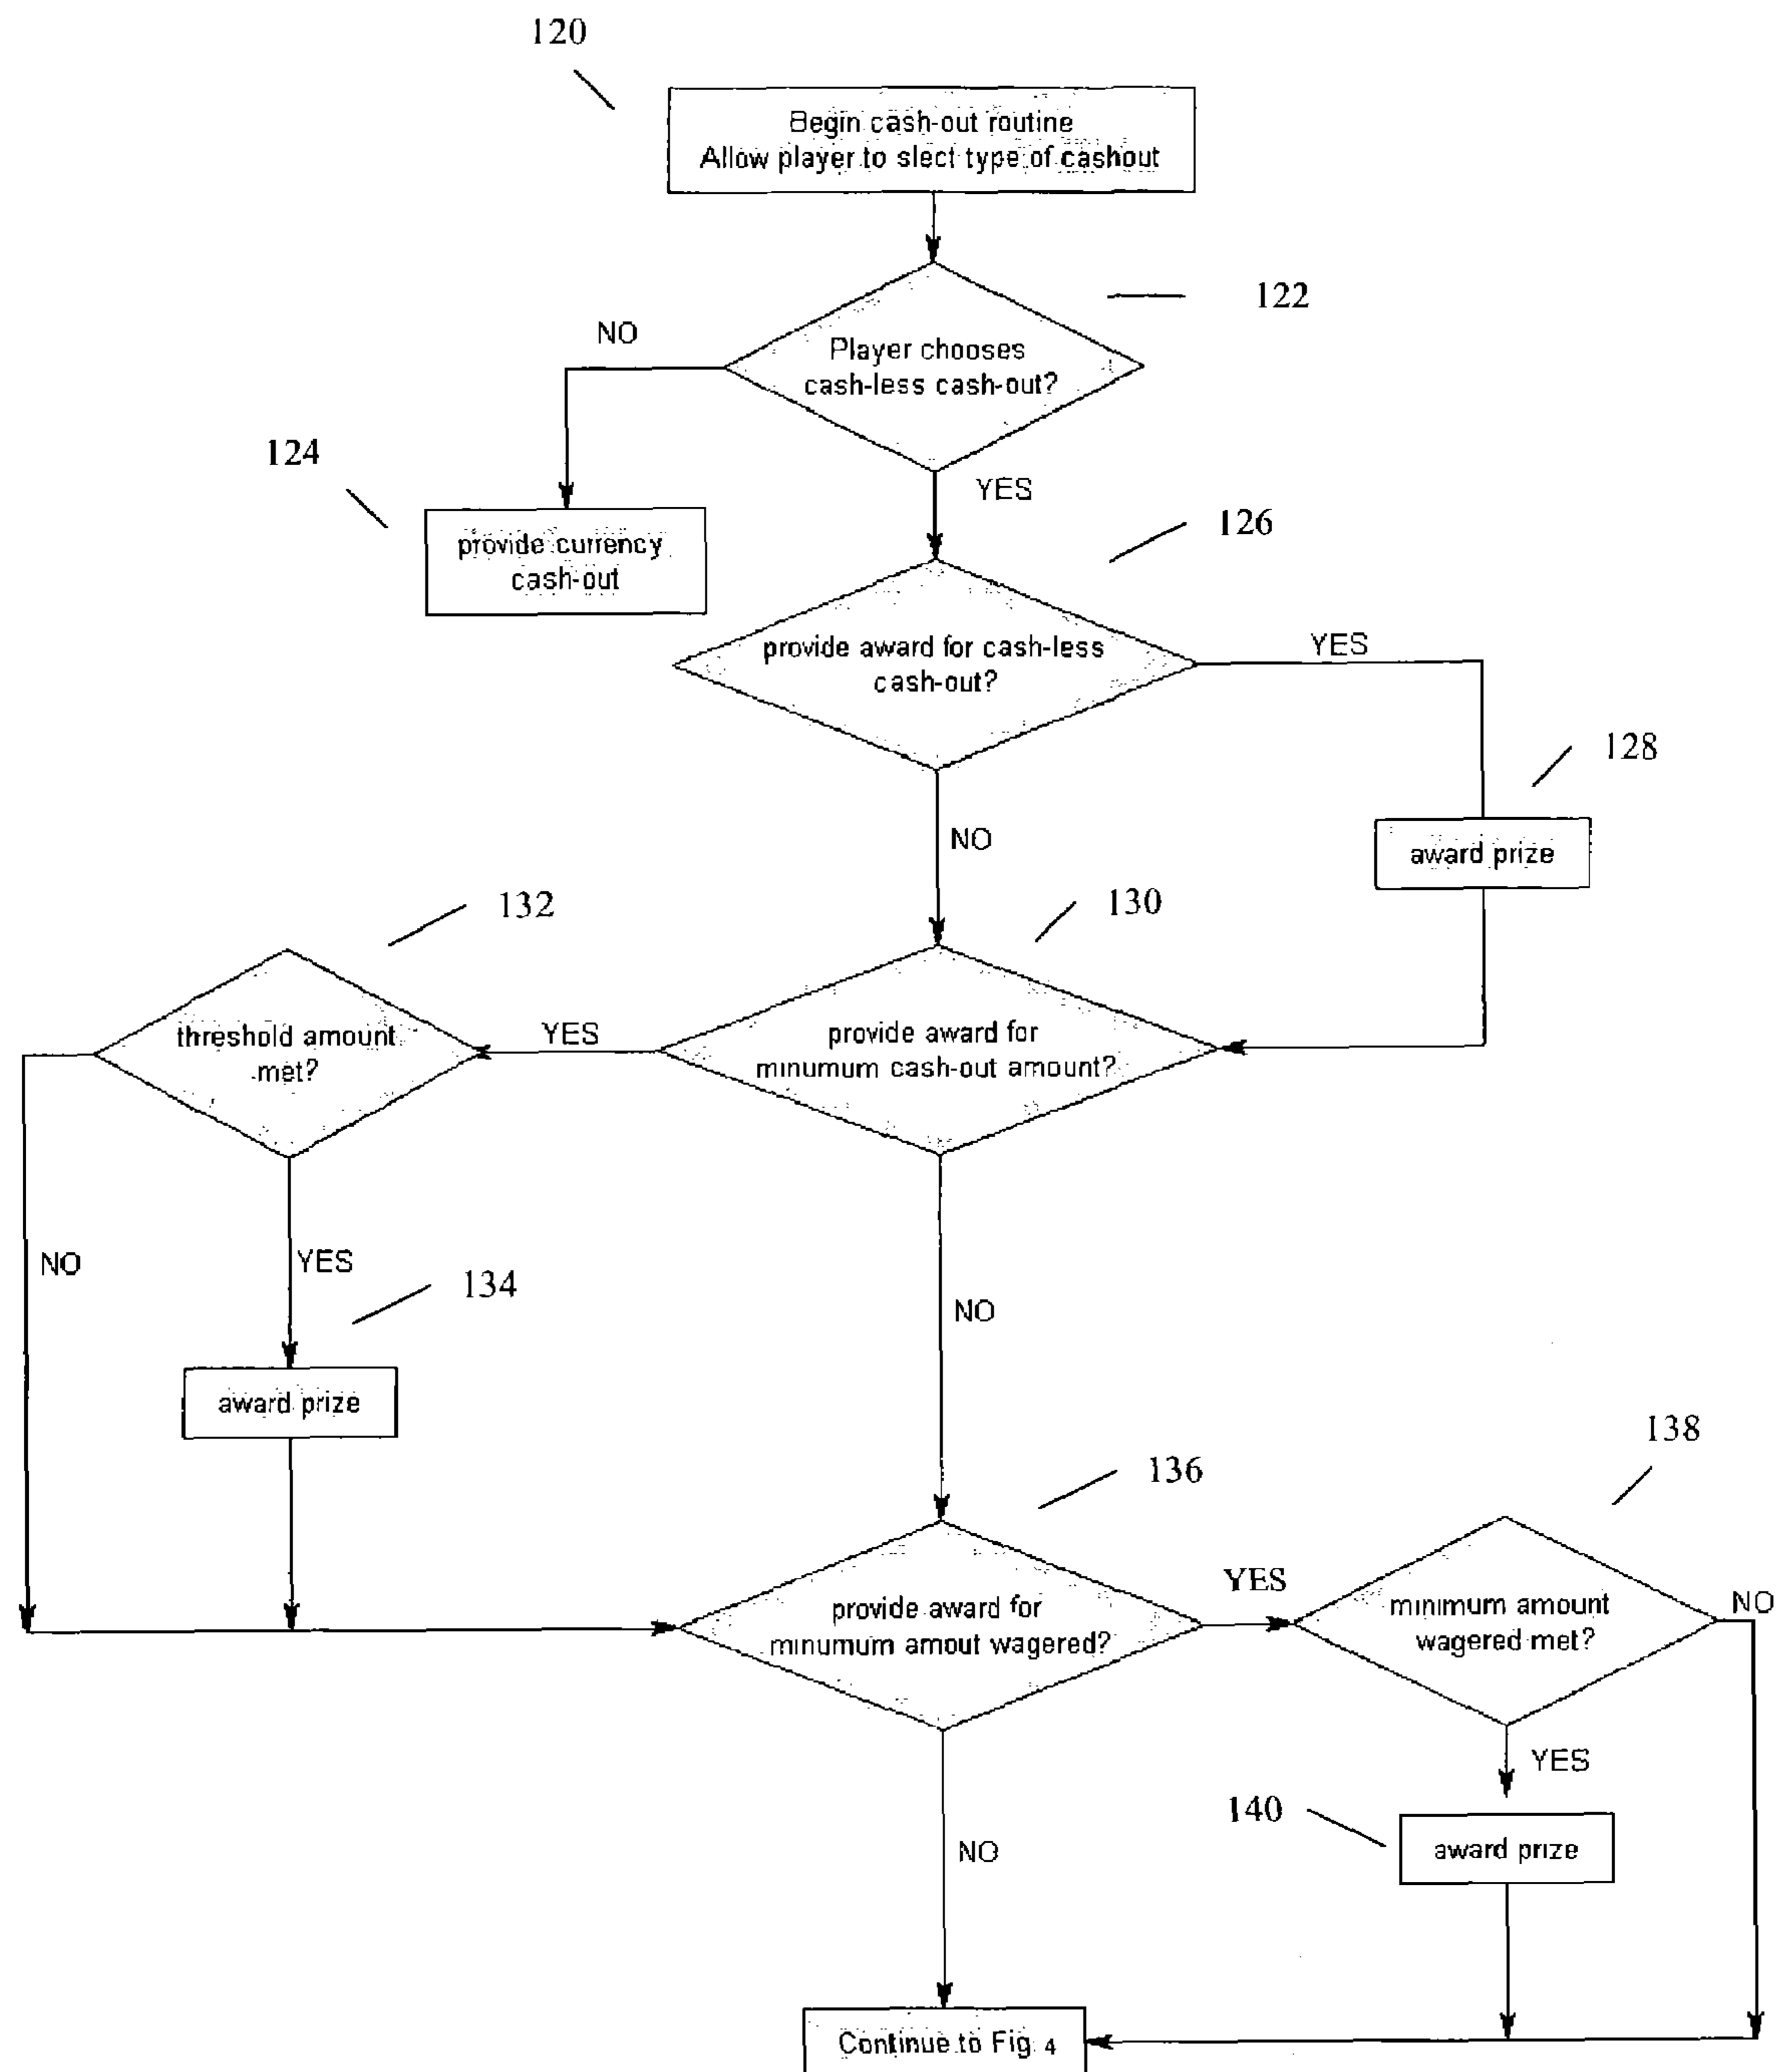 120
Begin cash-out routine
Allow player to slect type of cashout
122
NO
Player chooses
cash-less cash-out?
124
YES
126
provide currency
cash-out
provide award for cash-less
cash-out?
YES
128
NO
award prize
132
130
threshold amount
met?
YES
provide award for
minumum cash-out amount?
NO
YES
134
NO
award prize
138
136
YES
provide award for
minumum amout wagered?
minimum amount
wagered met?
NO
YES
140
NO
award prize
Continue to Fig. 4